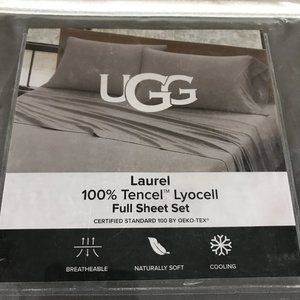 UGG
Laurel
100% Tencel™ Lyocell
Full Sheet Set
CERTIFIED STANDARD 100 BY OEKO-TEX®
BREATHEABLE NATURALLY SOFT COOLING